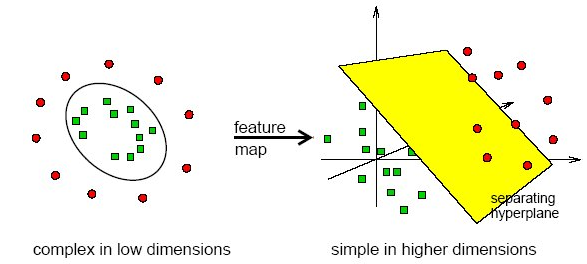 feature
map
separating
hyperplane
complex in low dimensions
simple in higher dimensions